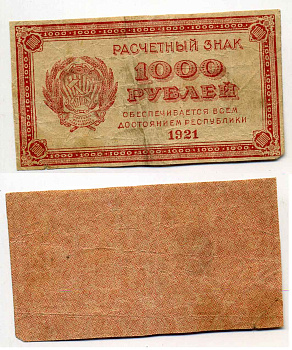 РАСЧЕТНЫЙ ЗНАК
1000
РУБЛЕЙ
ОБЕСПЕЧИВАЕТСЯ ВСЕМ
ДОСТОЯНИЕМ РЕСПУБЛИКИ
1921